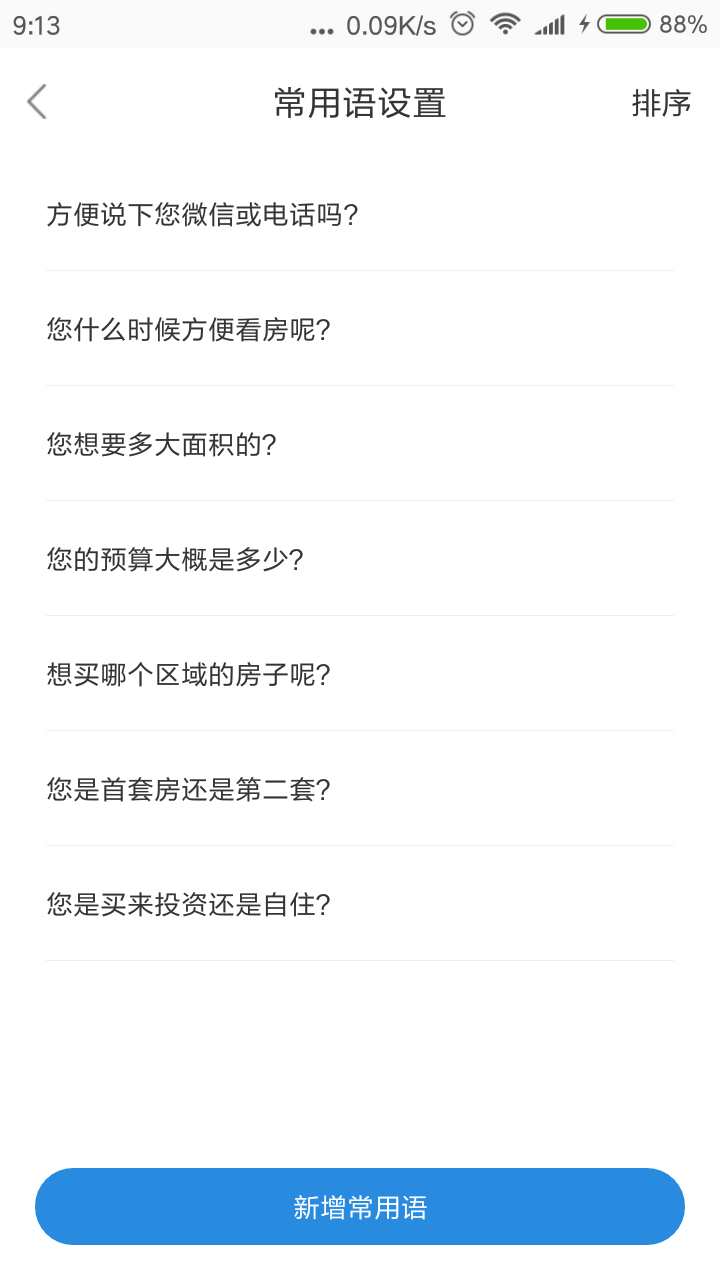 9:13 ... 0.09K/s 88%
常用语设置 排序
方便说下您微信或电话吗?
您什么时候方便看房呢?
您想要多大面积的?
您的预算大概是多少?
想买哪个区域的房子呢?
您是首套房还是第二套?
您是买来投资还是自住?
新增常用语